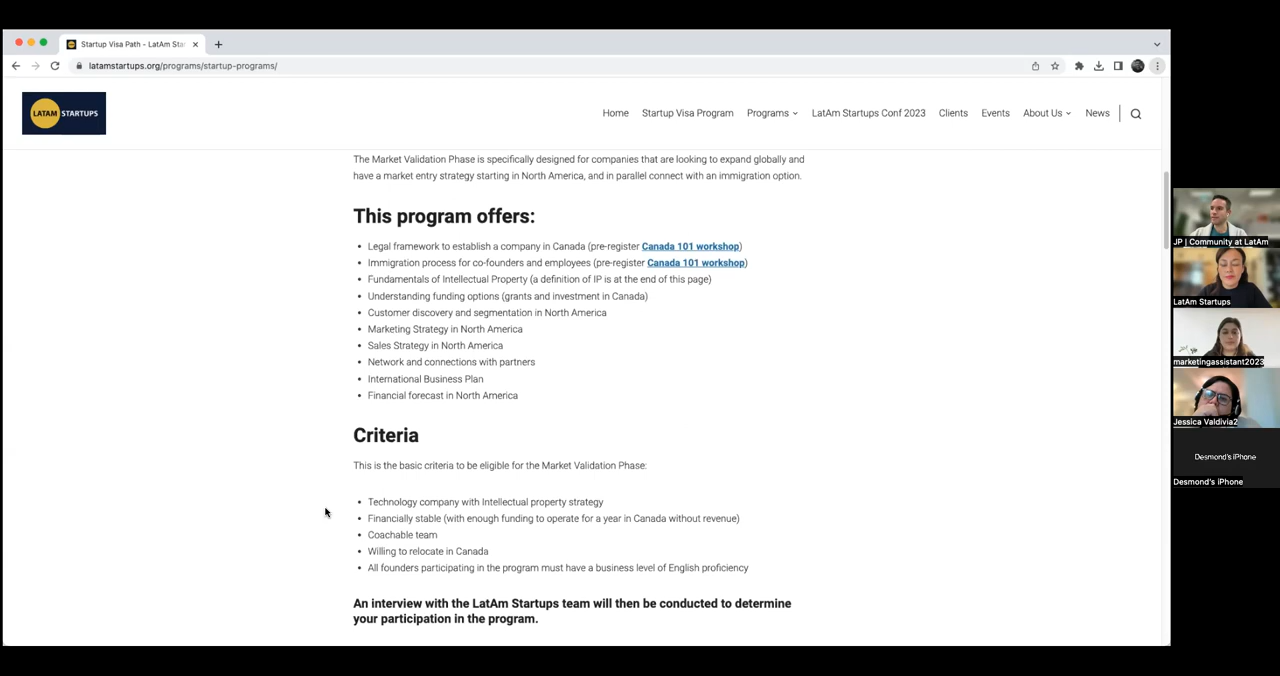 Startup Visa Path - LatAm Star
latamstartups.org/programs/startup-programs/
LATAM STARTUPS
Home Startup Visa Program Programs LatAm Startups Conf 2023 Clients Events About Us News
The Market Validation Phase is specifically designed for companies that are looking to expand globally and
have a market entry strategy starting in North America, and in parallel connect with an immigration option.
This program offers:
• Legal framework to establish a company in Canada (pre-register Canada 101 workshop)
• Immigration process for co-founders and employees (pre-register Canada 101 workshop)
• Fundamentals of Intellectual Property (a definition of IP is at the end of this page)
• Understanding funding options (grants and investment in Canada)
• Customer discovery and segmentation in North America
• Marketing Strategy in North America
• Sales Strategy in North America
• Network and connections with partners
• International Business Plan
• Financial forecast in North America
Criteria
This is the basic criteria to be eligible for the Market Validation Phase:
• Technology company with Intellectual property strategy
• Financially stable (with enough funding to operate for a year in Canada without revenue)
• Coachable team
• Willing to relocate in Canada
• All founders participating in the program must have a business level of English proficiency
An interview with the LatAm Startups team will then be conducted to determine
your participation in the program.
JP | Community at LatAm
LatAm Startups
marketingassistant2023
Jessica Valdivia2
Desmond's iPhone
Desmond's iPhone